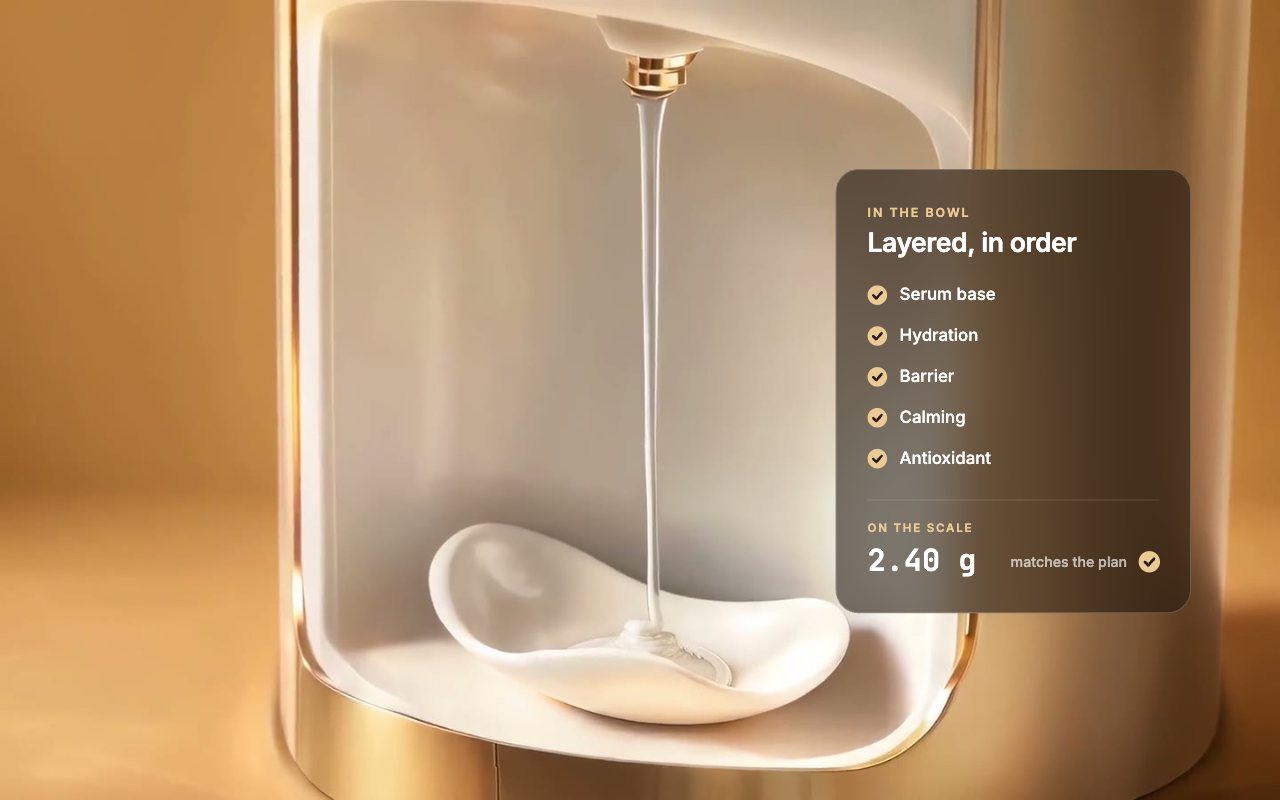 IN THE BOWL
Layered, in order
Serum base
Hydration
Barrier
Calming
Antioxidant
ON THE SCALE
2.40 g
matches the plan